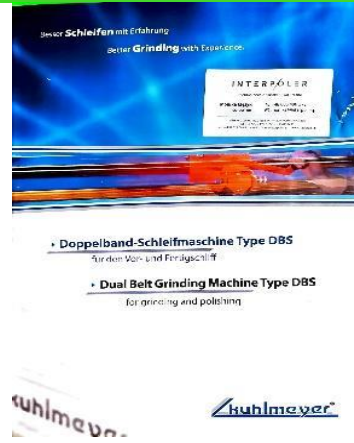 Besser Schleifen mit Erfahrung
Better Grinding with Experience.
INTERPOLER
Doppelband-Schleifmaschine Type DBS
für den Vor- und Fertigschliff
Dual Belt Grinding Machine Type DBS
for grinding and polishing
kuhlmeyer
kuhlmeyer